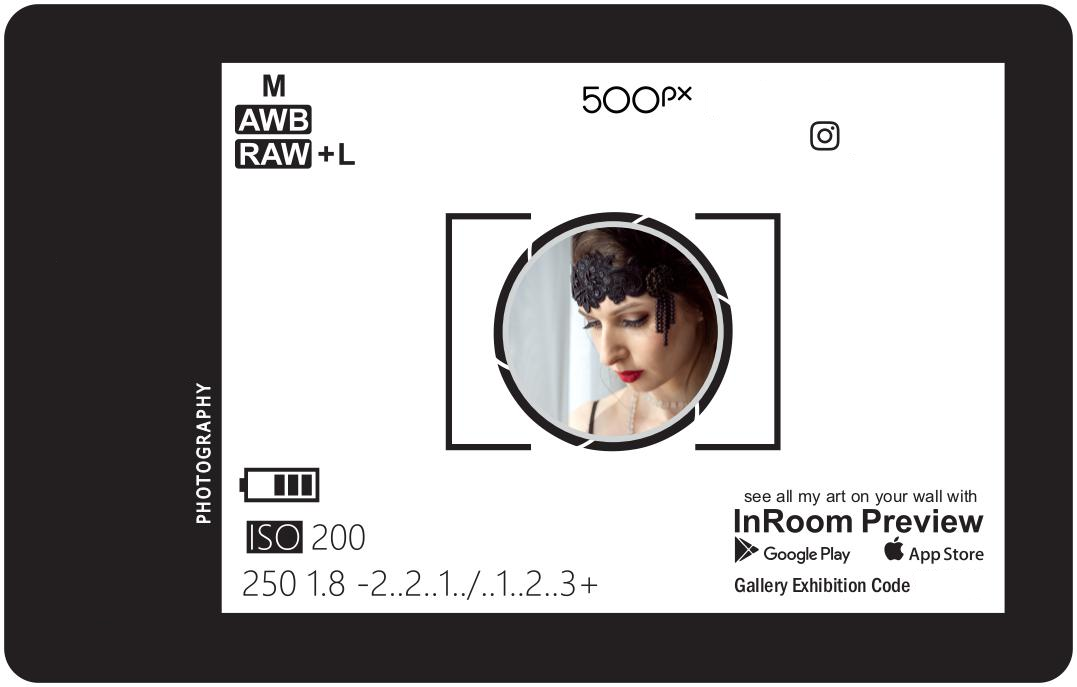 M
AWB
RAW +L
500px
PHOTOGRAPHY
ISO 200
250 1.8 -2..2..1../..1..2..3+
see all my art on your wall with
InRoom Preview
Google Play App Store
Gallery Exhibition Code